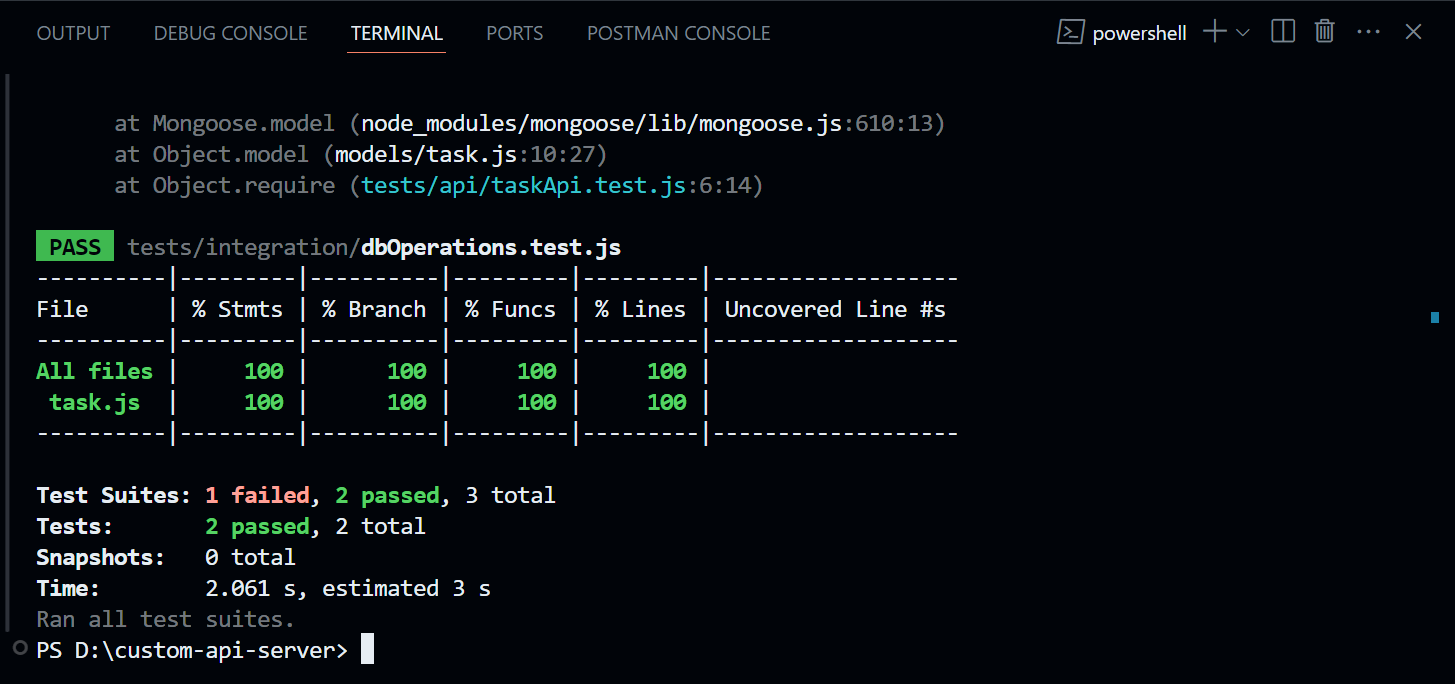 OUTPUT DEBUG CONSOLE TERMINAL PORTS POSTMAN CONSOLE powershell
at Mongoose.model (node_modules/mongoose/lib/mongoose.js:610:13)
at Object.model (models/task.js:10:27)
at Object.require (tests/api/taskApi.test.js:6:14)
PASS tests/integration/dbOperations.test.js
----------|---------|----------|---------|---------|-------------------
File      | % Stmts | % Branch | % Funcs | % Lines | Uncovered Line #s
----------|---------|----------|---------|---------|-------------------
All files |     100 |      100 |     100 |     100 |
 task.js  |     100 |      100 |     100 |     100 |
----------|---------|----------|---------|---------|-------------------
Test Suites: 1 failed, 2 passed, 3 total
Tests:       2 passed, 2 total
Snapshots:   0 total
Time:        2.061 s, estimated 3 s
Ran all test suites.
PS D:\custom-api-server>